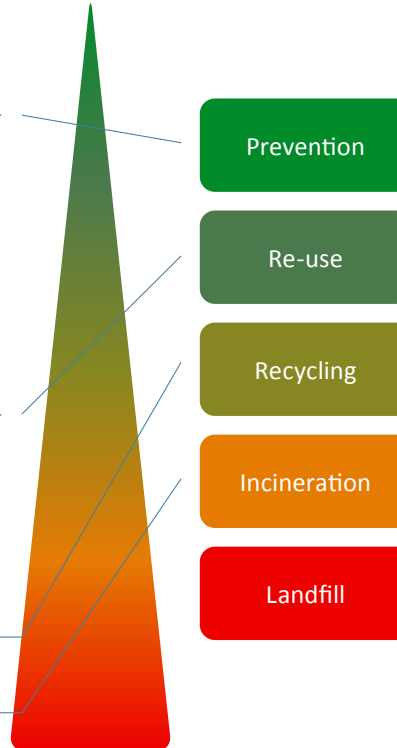 Prevention
Re-use
Recycling
Incineration
Landfill